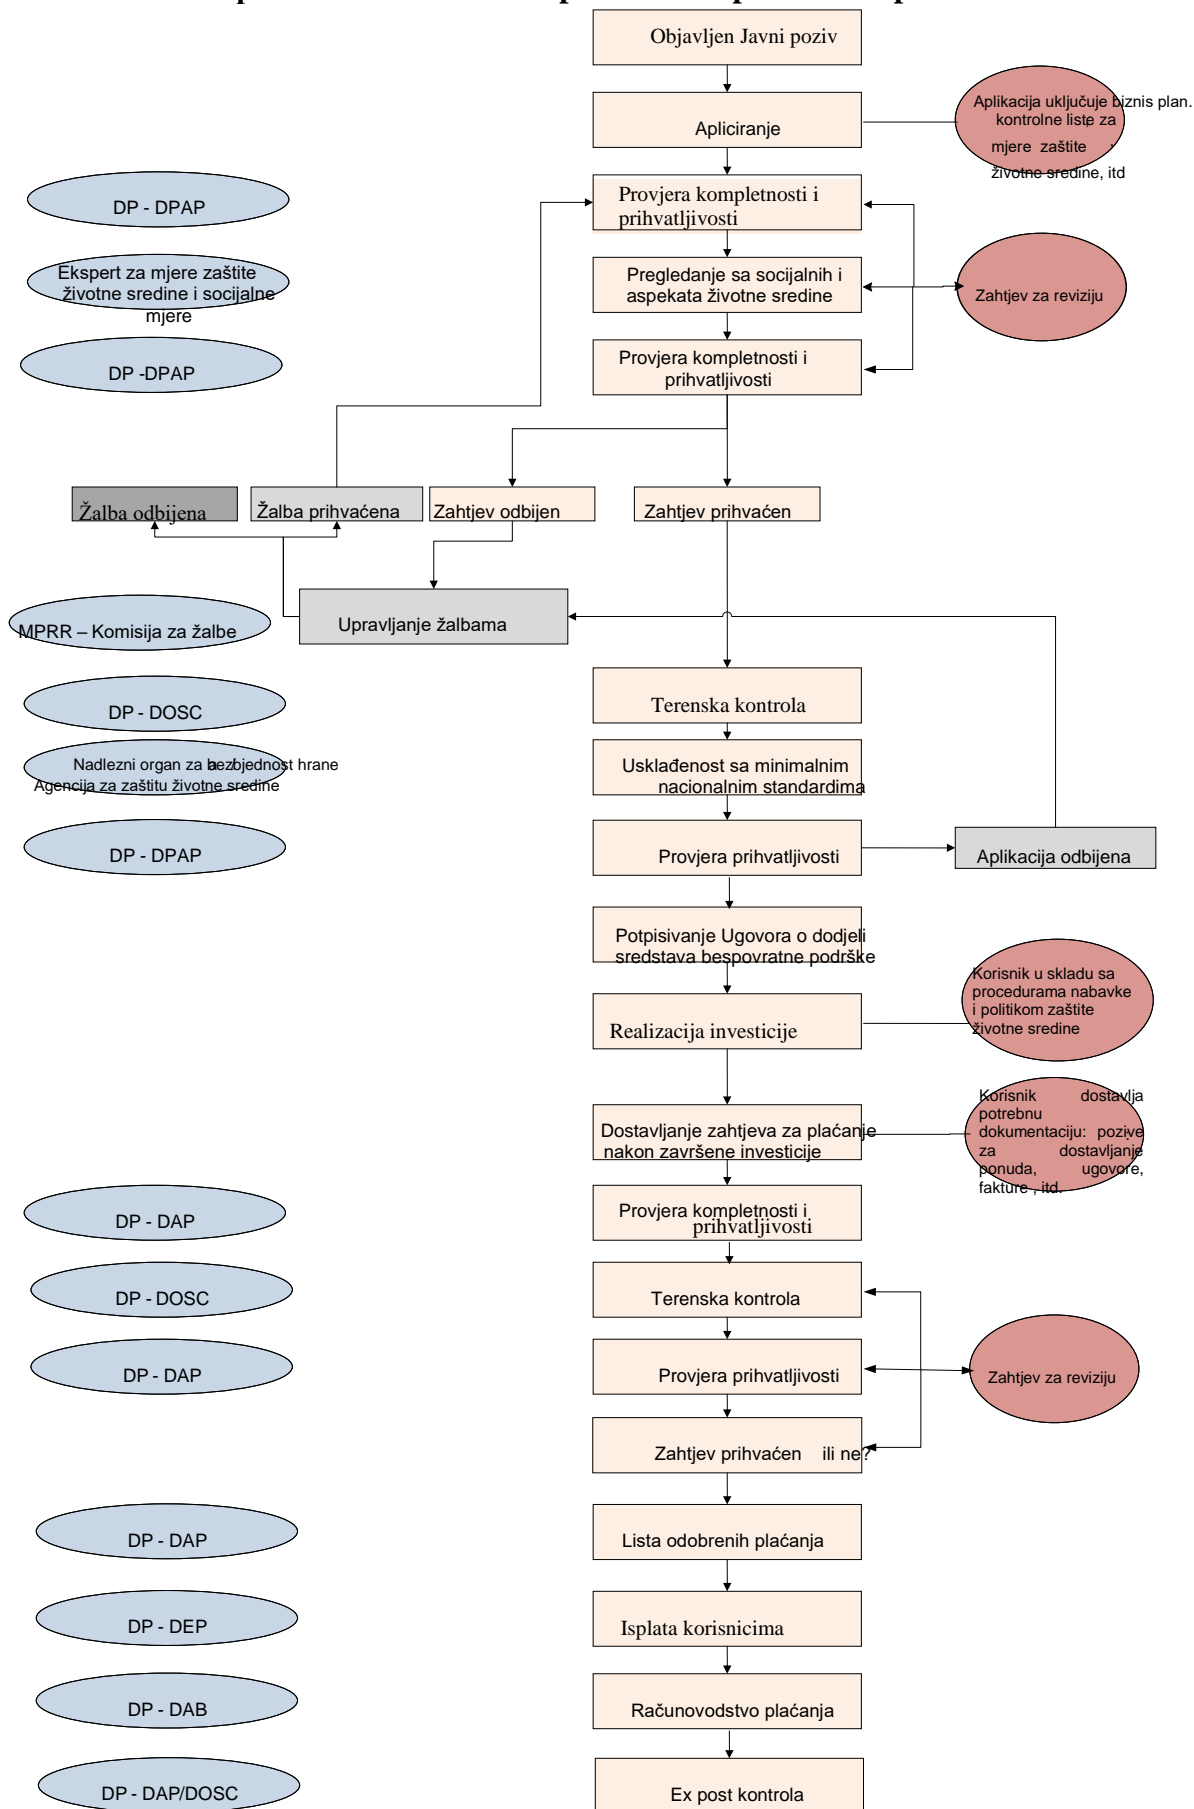 Objavljen Javni poziv
Apliciranje
Aplikacija uključuje biznis plan.
kontrolne liste za
mjere zaštite
životne sredine, itd
DP - DPAP
Provjera kompletnosti i
prihvatljivosti
Ekspert za mjere zaštite
životne sredine i socijalne
mjere
Pregledanje sa socijalnih i
aspekata životne sredine
Zahtjev za reviziju
DP -DPAP
Provjera kompletnosti i
prihvatljivosti
Žalba odbijena
Žalba prihvaćena
Zahtjev odbijen
Zahtjev prihvaćen
MPRR – Komisija za žalbe
Upravljanje žalbama
DP - DOSC
Terenska kontrola
Nadlezni organ za bezbjednost hrane
Agencija za zaštitu životne sredine
Usklađenost sa minimalnim
nacionalnim standardima
DP - DPAP
Provjera prihvatljivosti
Aplikacija odbijena
Potpisivanje Ugovora o dodjeli
sredstava bespovratne podrške
Realizacija investicije
Korisnik u skladu sa
procedurama nabavke
i politikom zaštite
životne sredine
Dostavljanje zahtjeva za plaćanje
nakon završene investicije
Korisnik dostavlja
potrebnu
dokumentaciju: pozive
za dostavljanje
ponuda, ugovore,
fakture , itd.
DP - DAP
Provjera kompletnosti i
prihvatljivosti
DP - DOSC
Terenska kontrola
DP - DAP
Provjera prihvatljivosti
Zahtjev za reviziju
Zahtjev prihvaćen ili ne?
DP - DAP
Lista odobrenih plaćanja
DP - DEP
Isplata korisnicima
DP - DAB
Računovodstvo plaćanja
DP - DAP/DOSC
Ex post kontrola